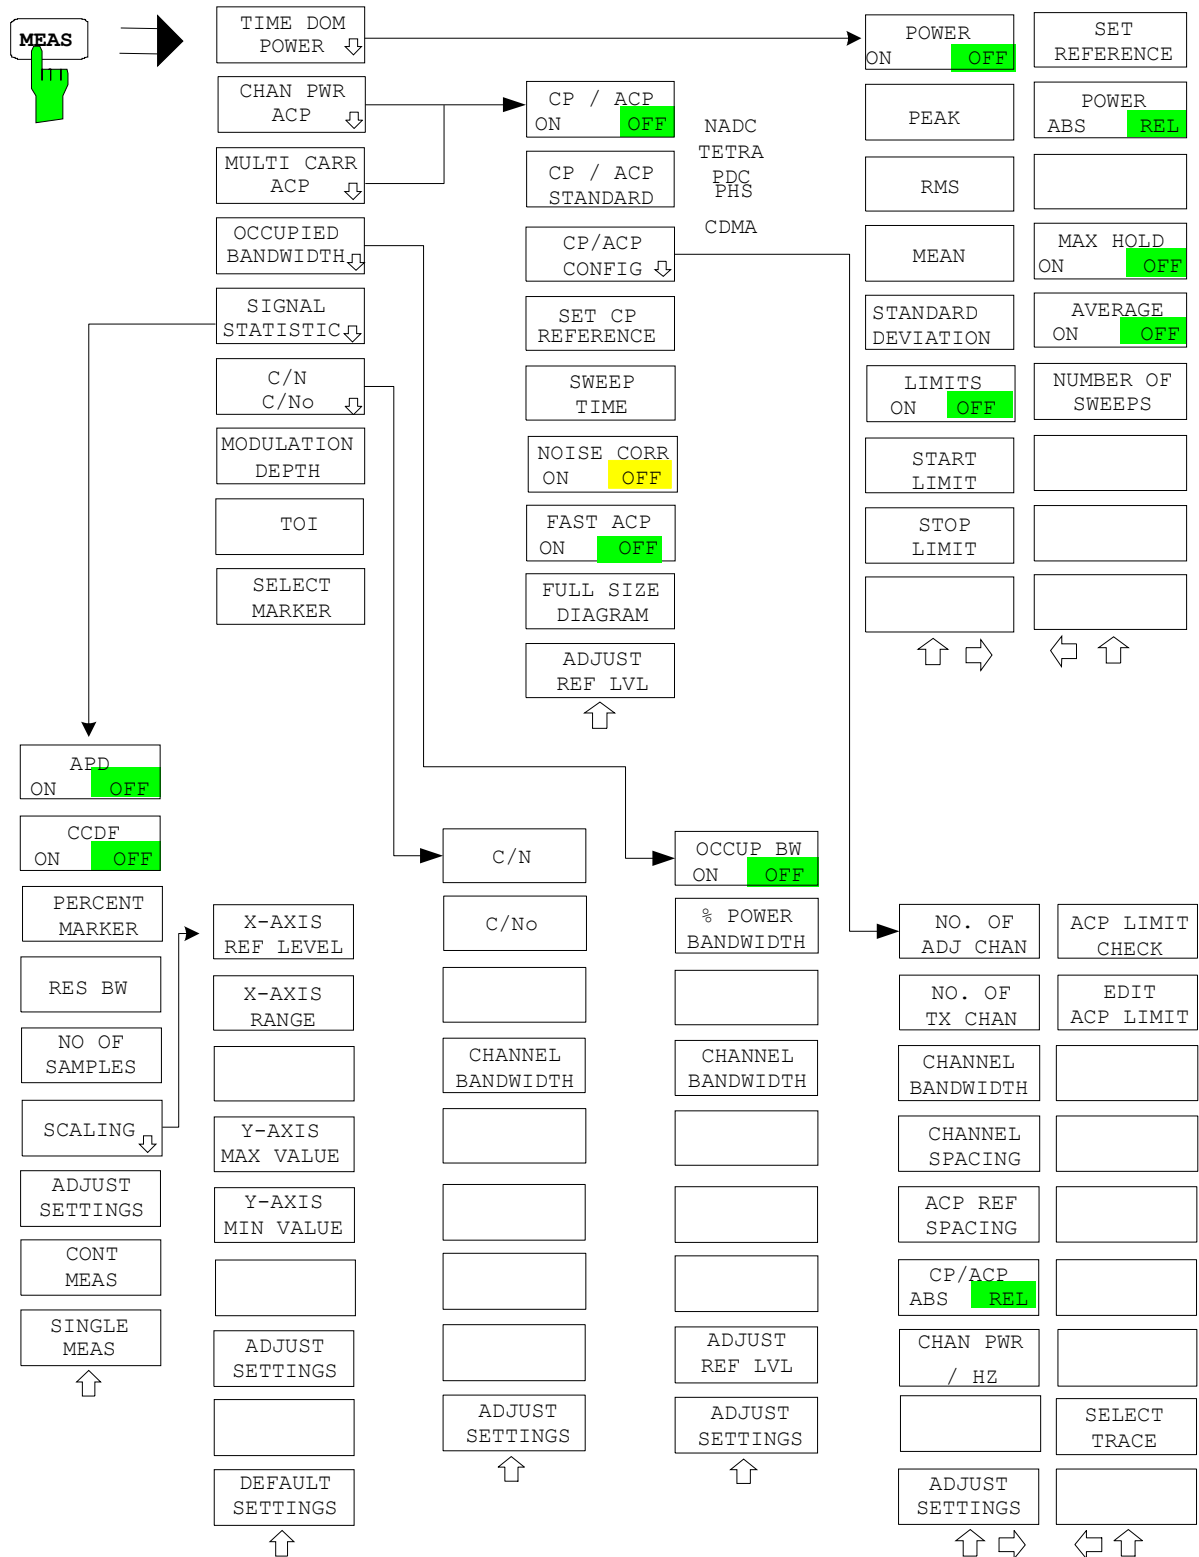 MEAS
TIME DOM
POWER
CHAN PWR
ACP
MULTI CARR
ACP
OCCUPIED
BANDWIDTH
SIGNAL
STATISTIC
C/N
C/No
MODULATION
DEPTH
TOI
SELECT
MARKER
CP / ACP
ON OFF
CP / ACP
STANDARD
CP/ACP
CONFIG
SET CP
REFERENCE
SWEEP
TIME
NOISE CORR
ON OFF
FAST ACP
ON OFF
FULL SIZE
DIAGRAM
ADJUST
REF LVL
NADC
TETRA
PDC
PHS
CDMA
POWER
ON OFF
PEAK
RMS
MEAN
STANDARD
DEVIATION
LIMITS
ON OFF
START
LIMIT
STOP
LIMIT
SET
REFERENCE
POWER
ABS REL
MAX HOLD
ON OFF
AVERAGE
ON OFF
NUMBER OF
SWEEPS
APD
ON OFF
CCDF
ON OFF
PERCENT
MARKER
RES BW
NO OF
SAMPLES
SCALING
ADJUST
SETTINGS
CONT
MEAS
SINGLE
MEAS
X-AXIS
REF LEVEL
X-AXIS
RANGE
Y-AXIS
MAX VALUE
Y-AXIS
MIN VALUE
ADJUST
SETTINGS
DEFAULT
SETTINGS
C/N
C/No
CHANNEL
BANDWIDTH
ADJUST
SETTINGS
OCCUP BW
ON OFF
% POWER
BANDWIDTH
CHANNEL
BANDWIDTH
ADJUST
REF LVL
ADJUST
SETTINGS
NO. OF
ADJ CHAN
NO. OF
TX CHAN
CHANNEL
BANDWIDTH
CHANNEL
SPACING
ACP REF
SPACING
CP/ACP
ABS REL
CHAN PWR
/ HZ
ADJUST
SETTINGS
ACP LIMIT
CHECK
EDIT
ACP LIMIT
SELECT
TRACE